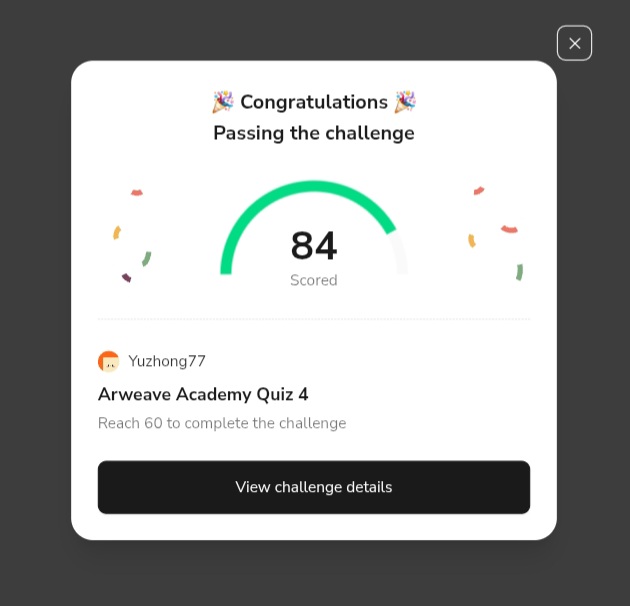 🎉 Congratulations 🎉
Passing the challenge
84
Scored
Yuzhong77
Arweave Academy Quiz 4
Reach 60 to complete the challenge
View challenge details